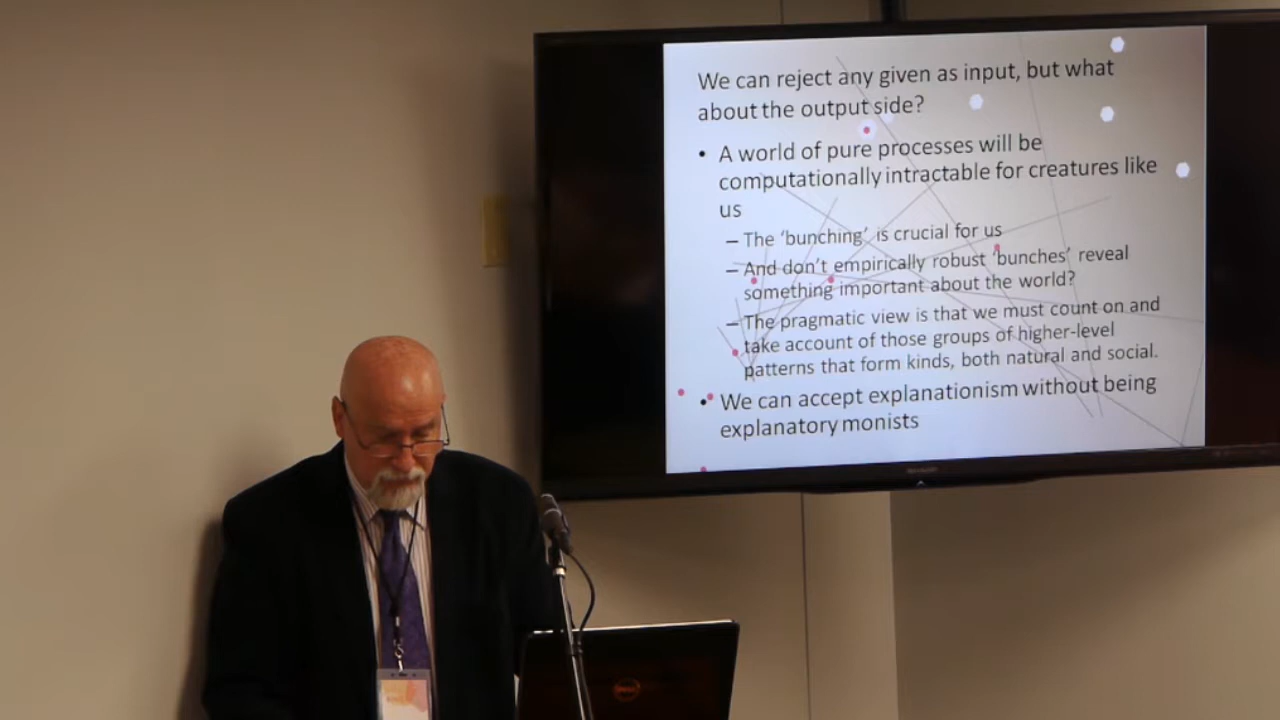 We can reject any given as input, but what
about the output side?
• A world of pure processes will be
computationally intractable for creatures like
us
– The ‘bunching’ is crucial for us
– And don’t empirically robust ‘bunches’ reveal
something important about the world?
– The pragmatic view is that we must count on and
take account of those groups of higher-level
patterns that form kinds, both natural and social.
• We can accept explanationism without being
explanatory monists
DELL